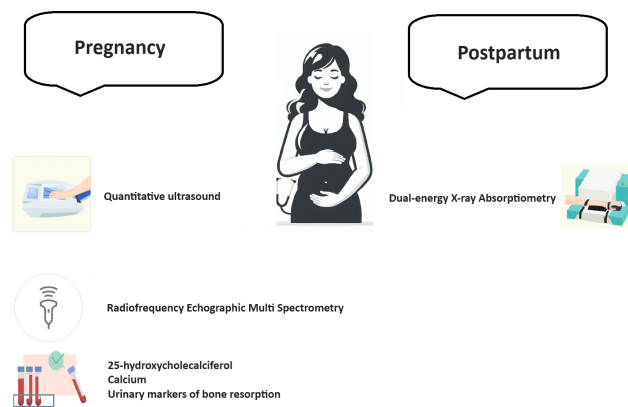 Pregnancy
Postpartum
Quantitative ultrasound
Dual-energy X-ray Absorptiometry
Radiofrequency Echographic Multi Spectrometry
25-hydroxycholecalciferol
Calcium
Urinary markers of bone resorption